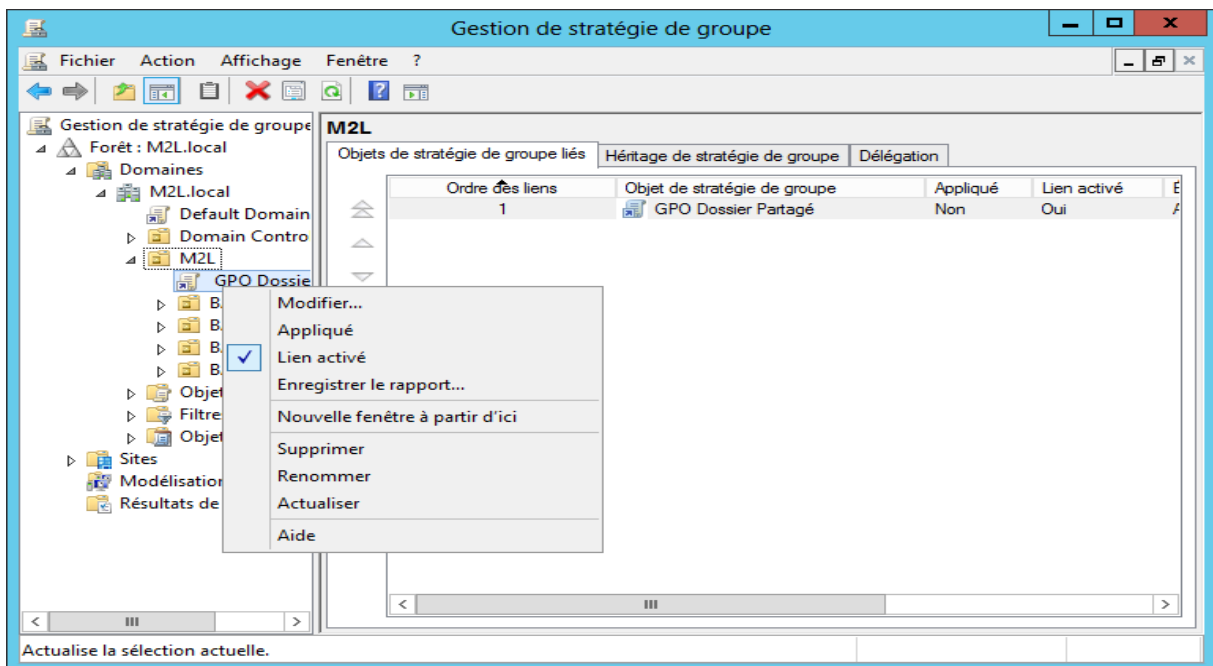 Gestion de stratégie de groupe
Fichier Action Affichage Fenêtre ?
Gestion de stratégie de groupe
Forêt : M2L.local
Domaines
M2L.local
Default Domain
Domain Contro
M2L
GPO Dossie
B
B
B
B
Objet
Filtre
Objet
Sites
Modélisation
Résultats de
M2L
Objets de stratégie de groupe liés Héritage de stratégie de groupe Délégation
Ordre des liens Objet de stratégie de groupe Appliqué Lien activé
1 GPO Dossier Partagé Non Oui
Modifier...
Appliqué
Lien activé
Enregistrer le rapport...
Nouvelle fenêtre à partir d'ici
Supprimer
Renommer
Actualiser
Aide
Actualise la sélection actuelle.